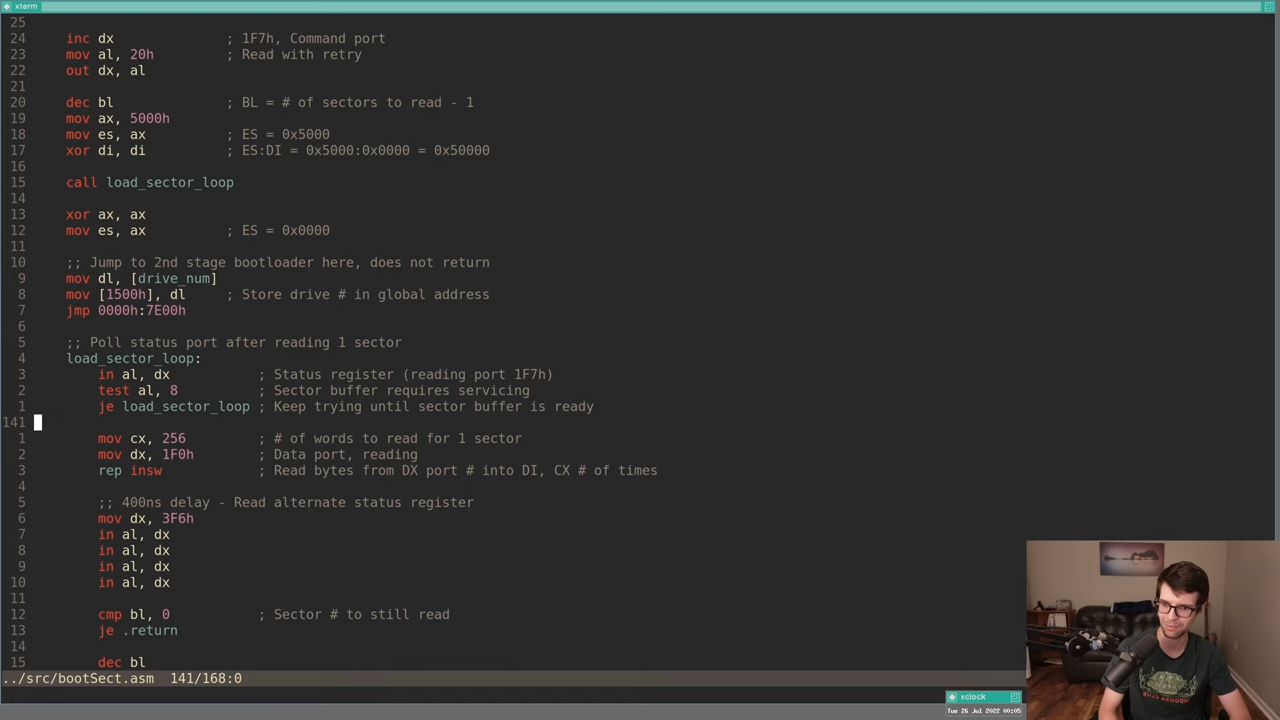 xterm
25
24 inc dx ; 1F7h, Command port
23 mov al, 20h ; Read with retry
22 out dx, al
21
20 dec bl ; BL = # of sectors to read - 1
19 mov ax, 5000h
18 mov es, ax ; ES = 0x5000
17 xor di, di ; ES:DI = 0x5000:0x0000 = 0x50000
16
15 call load_sector_loop
14
13 xor ax, ax
12 mov es, ax ; ES = 0x0000
11
10 ;; Jump to 2nd stage bootloader here, does not return
9 mov dl, [drive_num]
8 mov [1500h], dl ; Store drive # in global address
7 jmp 0000h:7E00h
6
5 ;; Poll status port after reading 1 sector
4 load_sector_loop:
3 in al, dx ; Status register (reading port 1F7h)
2 test al, 8 ; Sector buffer requires servicing
1 je load_sector_loop ; Keep trying until sector buffer is ready
141
1 mov cx, 256 ; # of words to read for 1 sector
2 mov dx, 1F0h ; Data port, reading
3 rep insw ; Read bytes from DX port # into DI, CX # of times
4
5 ;; 400ns delay - Read alternate status register
6 mov dx, 3F6h
7 in al, dx
8 in al, dx
9 in al, dx
10 in al, dx
11
12 cmp bl, 0 ; Sector # to still read
13 je .return
14
15 dec bl
../src/bootSect.asm 141/168:0
xclock
Tue 26 Jul 2022 00:05